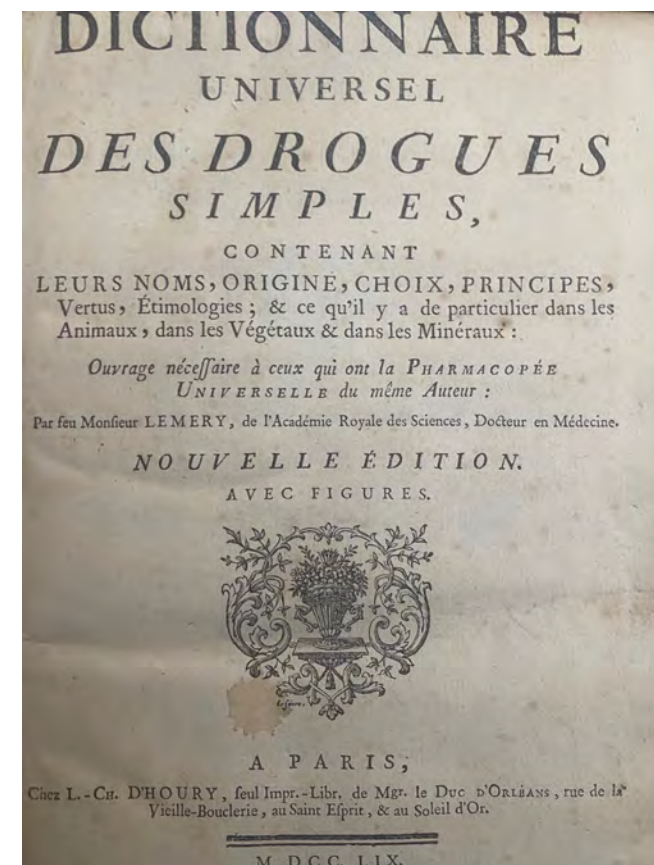 DICTIONNAIRE
UNIVERSEL
DES DROGUES
SIMPLES,
CONTENANT
LEURS NOMS, ORIGINE, CHOIX, PRINCIPES,
Vertus, Étimologies ; & ce qu'il y a de particulier dans les
Animaux, dans les Végétaux & dans les Minéraux :
Ouvrage néceſſaire à ceux qui ont la PHARMACOPÉE
UNIVERSELLE du même Auteur :
Par feu Monſieur LEMERY, de l'Académie Royale des Sciences, Docteur en Médecine.
NOUVELLE ÉDITION.
AVEC FIGURES.
A PARIS,
Chez L.-CH. D'HOURY, ſeul Impr.-Libr. de Mgr. le DUC D'ORLÉANS, rue de la
Vieille-Bouclerie, au Saint Eſprit, & au Soleil d'Or.
M. DCC. LIX.